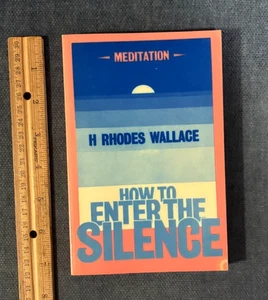 MEDITATION
H RHODES WALLACE
HOW TO
ENTER THE
SILENCE